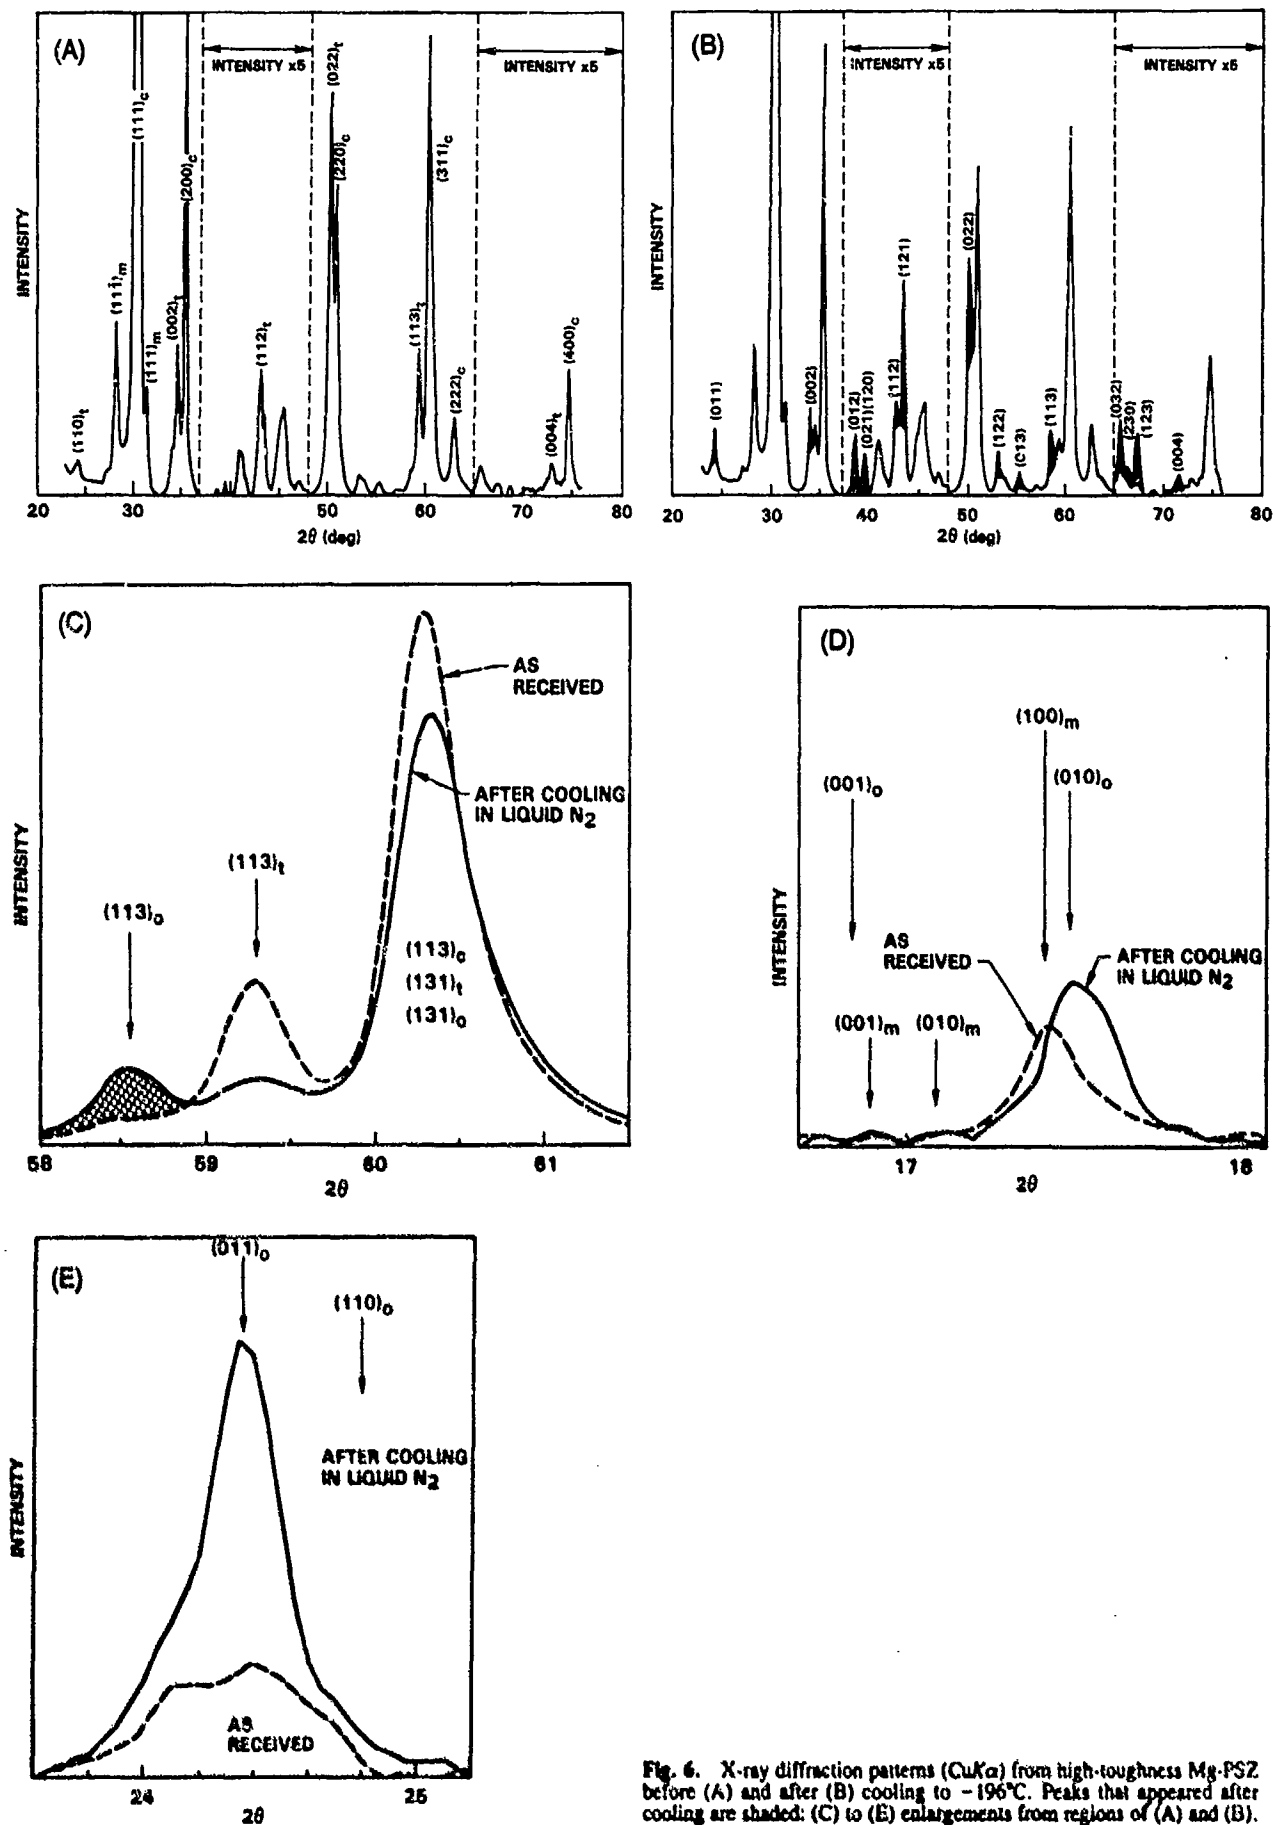 (A)
INTENSITY x5
INTENSITY x5
(110)t
(111̄)m
(111)c
(111)m
(002)t
(200)c
(112)t
(022)t
(220)c
(113)t
(311)c
(222)c
(004)t
(400)c
INTENSITY
20 30 40 50 60 70 80
2θ (deg)
(B)
INTENSITY x5
INTENSITY x5
(011)
(002)
(012)
(021)(120)
(112)
(121)
(022)
(122)
(013)
(113)
(032)
(230)
(123)
(004)
INTENSITY
20 30 40 50 60 70 80
2θ (deg)
(C)
AS
RECEIVED
AFTER COOLING
IN LIQUID N2
(113)t
(113)o
(113)c
(131)t
(131)o
INTENSITY
58 59 60 61
2θ
(D)
(100)m
(001)o
(010)o
AS
RECEIVED
AFTER COOLING
IN LIQUID N2
(001)m (010)m
INTENSITY
17 18
2θ
(E)
(011)o
(110)o
AFTER COOLING
IN LIQUID N2
AS
RECEIVED
INTENSITY
24 25
2θ
Fig. 6. X-ray diffraction patterns (CuKα) from high-toughness Mg-PSZ
before (A) and after (B) cooling to −196°C. Peaks that appeared after
cooling are shaded: (C) to (E) enlargements from regions of (A) and (B).